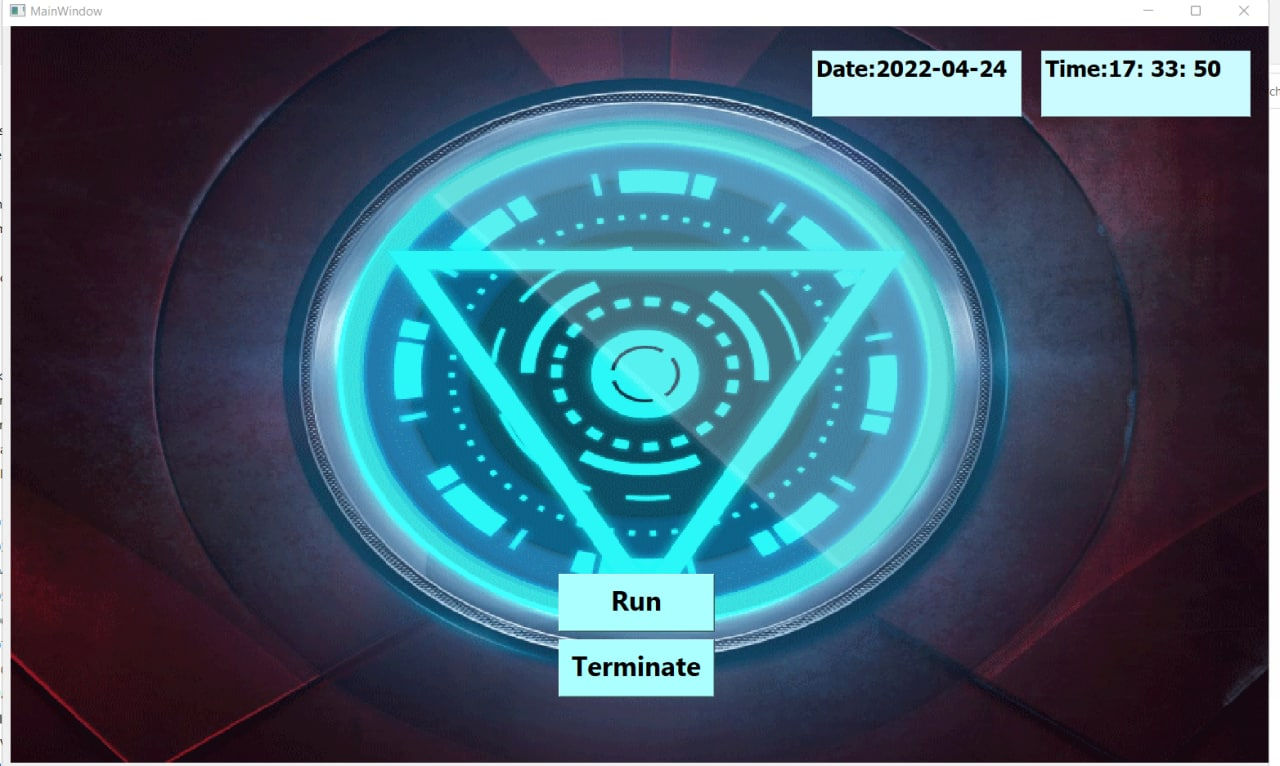 MainWindow
Date:2022-04-24
Time:17: 33: 50
Run
Terminate